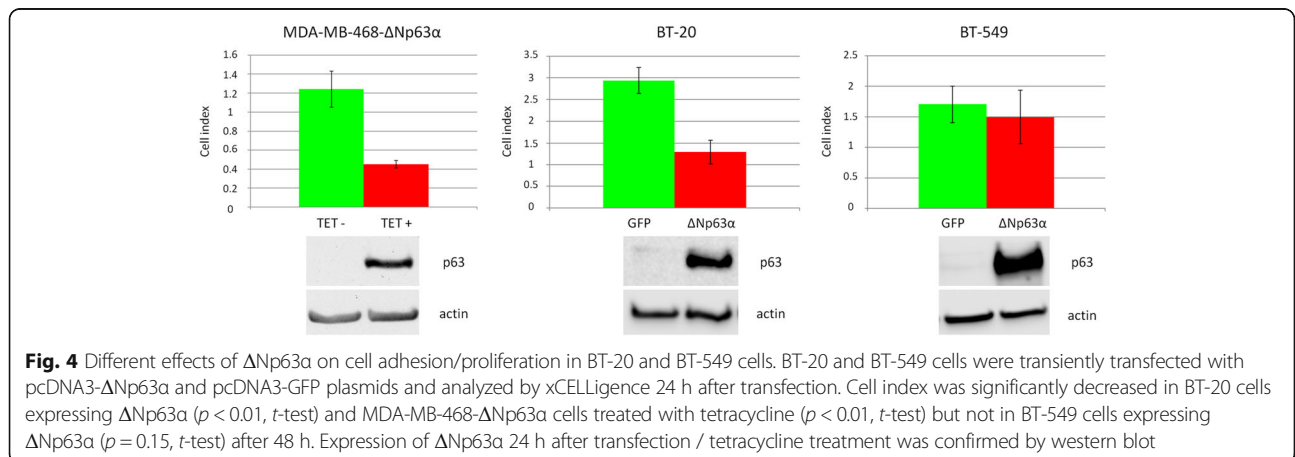 MDA-MB-468-ΔNp63α
BT-20
BT-549
Cell index
1.6
1.4
1.2
1
0.8
0.6
0.4
0.2
0
TET -
TET +
Cell index
3.5
3
2.5
2
1.5
1
0.5
0
GFP
ΔNp63α
Cell index
2.5
2
1.5
1
0.5
0
GFP
ΔNp63α
p63
actin
p63
actin
p63
actin
Fig. 4 Different effects of ΔNp63α on cell adhesion/proliferation in BT-20 and BT-549 cells. BT-20 and BT-549 cells were transiently transfected with
pcDNA3-ΔNp63α and pcDNA3-GFP plasmids and analyzed by xCELLigence 24 h after transfection. Cell index was significantly decreased in BT-20 cells
expressing ΔNp63α (p < 0.01, t-test) and MDA-MB-468-ΔNp63α cells treated with tetracycline (p < 0.01, t-test) but not in BT-549 cells expressing
ΔNp63α (p = 0.15, t-test) after 48 h. Expression of ΔNp63α 24 h after transfection / tetracycline treatment was confirmed by western blot